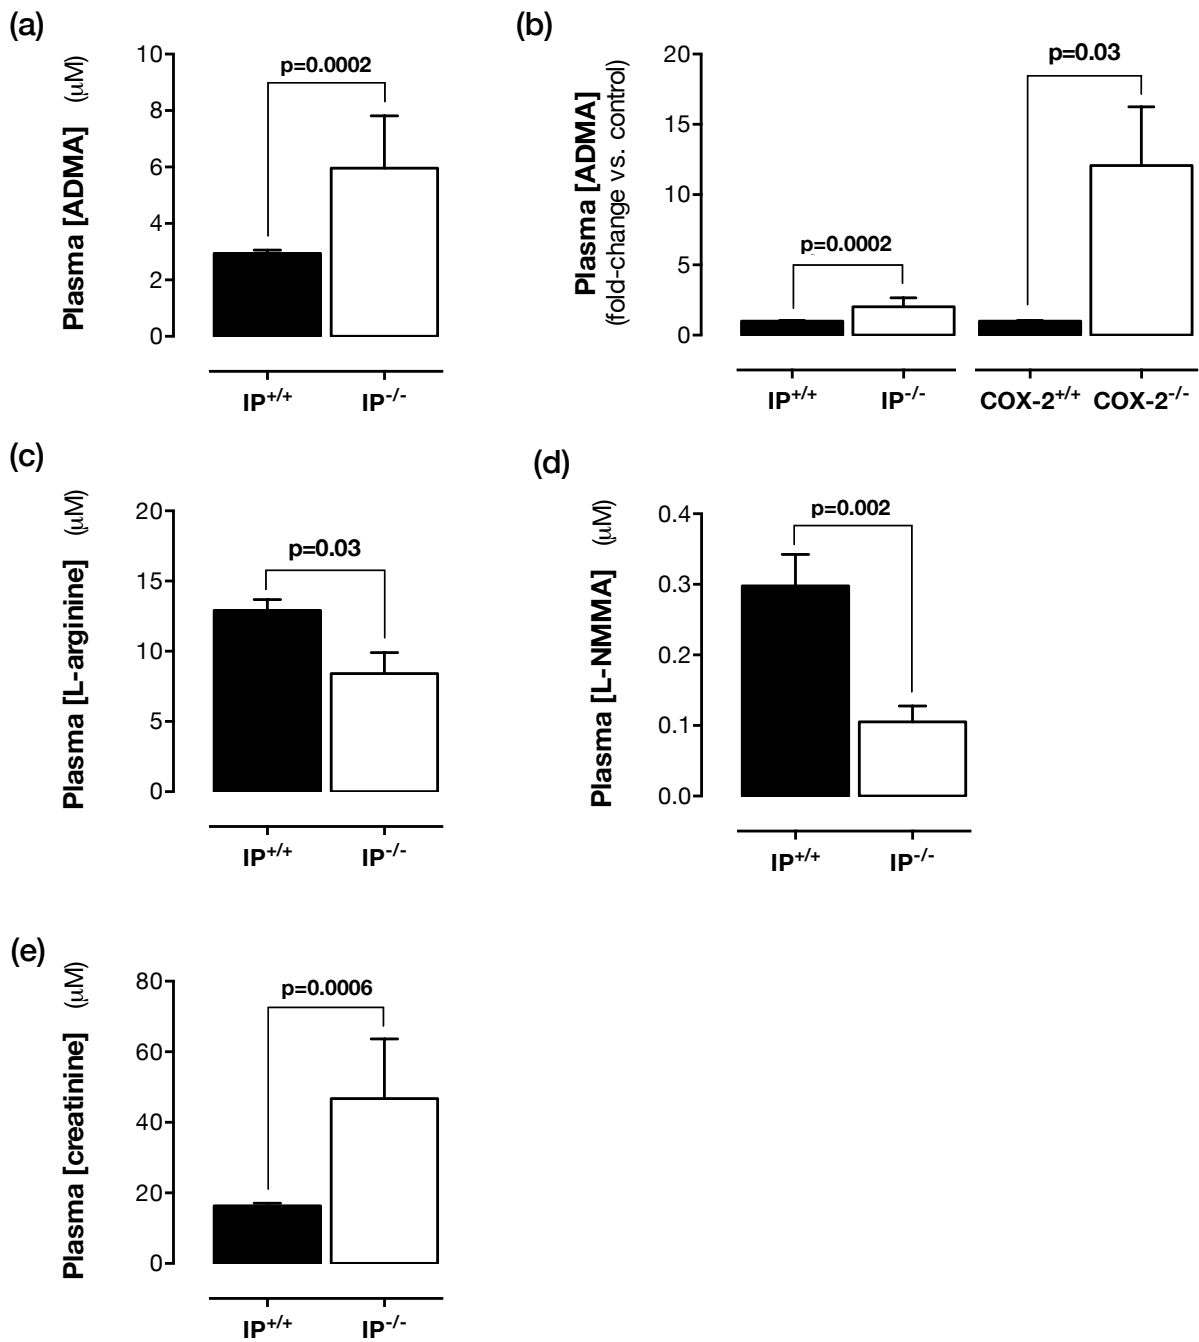 (a)
Plasma [ADMA] (μM)
10
8
6
4
2
0
p=0.0002
IP+/+ IP-/-
(b)
Plasma [ADMA]
(fold-change vs. control)
20
15
10
5
0
p=0.0002
p=0.03
IP+/+ IP-/- COX-2+/+ COX-2-/-
(c)
Plasma [L-arginine] (μM)
20
15
10
5
0
p=0.03
IP+/+ IP-/-
(d)
Plasma [L-NMMA] (μM)
0.4
0.3
0.2
0.1
0.0
p=0.002
IP+/+ IP-/-
(e)
Plasma [creatinine] (μM)
80
60
40
20
0
p=0.0006
IP+/+ IP-/-